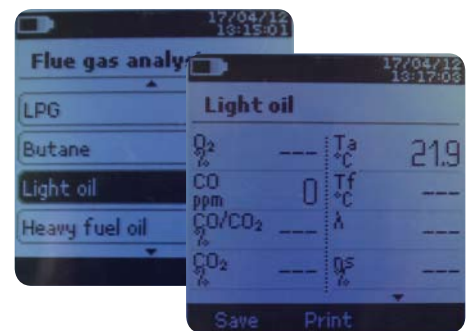 17/04/12
13:15:01
Flue gas analy
LPG
Butane
Light oil
Heavy fuel oil
17/04/12
13:17:03
Light oil
O2 % --- Ta °C 21.9
CO ppm 0 Tf °C ---
CO/CO2 % --- λ ---
CO2 % --- ηs % ---
Save Print